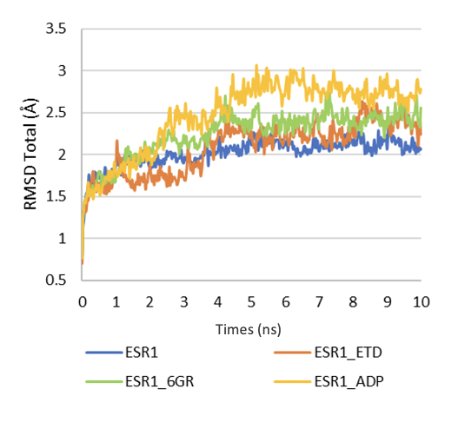 3.5
3
2.5
2
1.5
1
0.5
RMSD Total (Å)
0 1 2 3 4 5 6 7 8 9 10
Times (ns)
ESR1 ESR1_ETD
ESR1_6GR ESR1_ADP